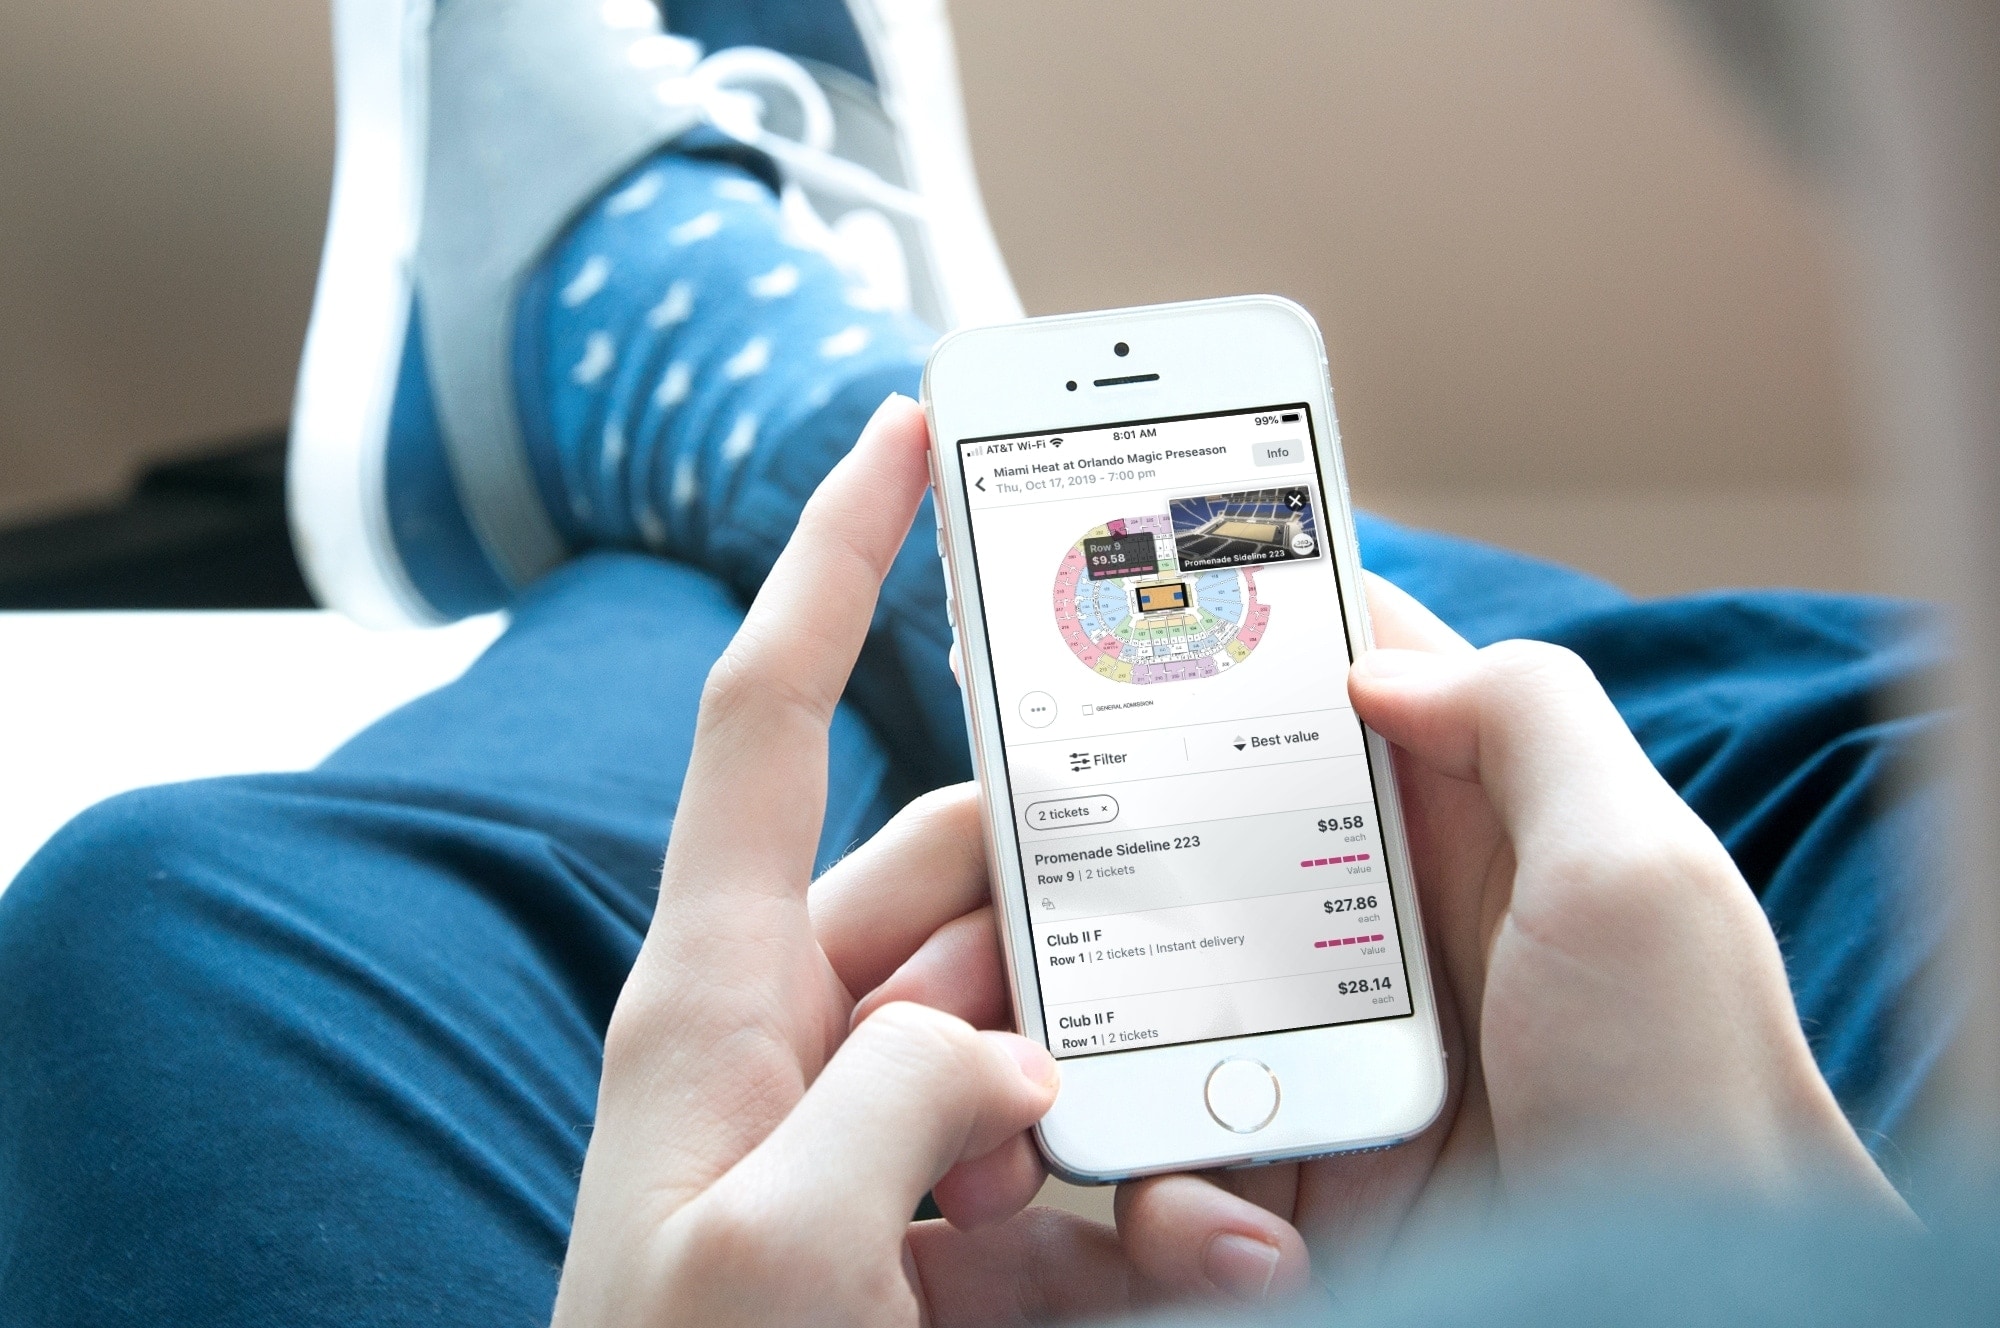 AT&T Wi-Fi 8:01 AM 99%
Miami Heat at Orlando Magic Preseason
Thu, Oct 17, 2019 - 7:00 pm
Info
Row 9
$9.58
Promenade Sideline 223
GENERAL ADMISSION
Filter
Best value
2 tickets ×
Promenade Sideline 223
$9.58
each
Row 9 | 2 tickets
Value
Club II F
$27.86
each
Row 1 | 2 tickets | Instant delivery
Value
Club II F
$28.14
each
Row 1 | 2 tickets